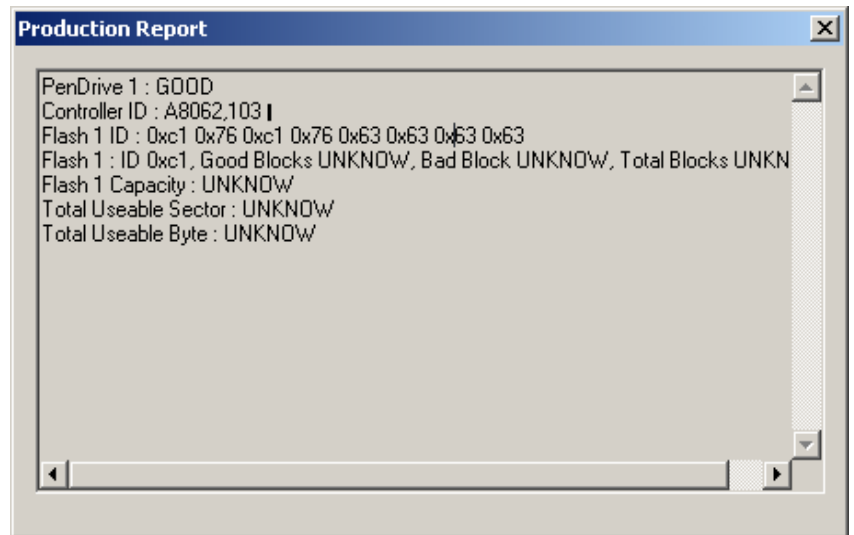 Production Report
PenDrive 1 : GOOD
Controller ID : A8062,103
Flash 1 ID : 0xc1 0x76 0xc1 0x76 0x63 0x63 0x63 0x63
Flash 1 : ID 0xc1, Good Blocks UNKNOW, Bad Block UNKNOW, Total Blocks UNKN
Flash 1 Capacity : UNKNOW
Total Useable Sector : UNKNOW
Total Useable Byte : UNKNOW